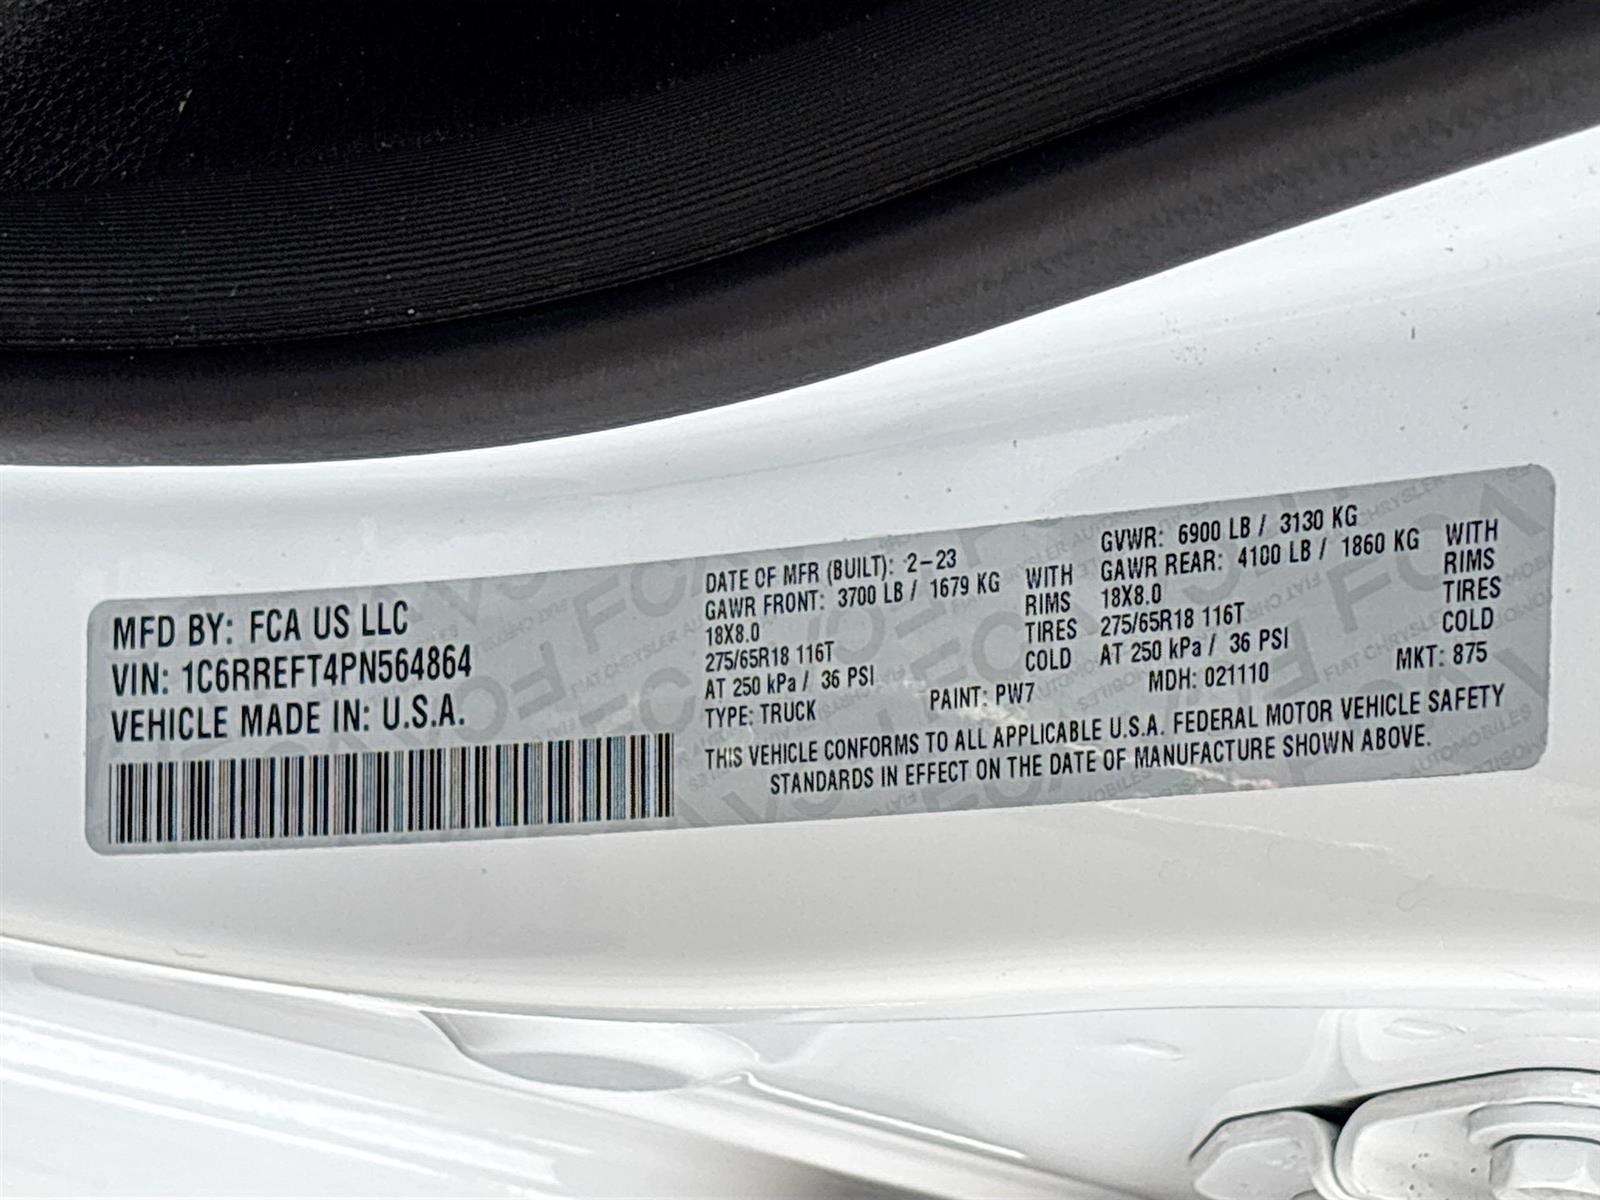 MFD BY: FCA US LLC
VIN: 1C6RREFT4PN564864
VEHICLE MADE IN: U.S.A.
DATE OF MFR (BUILT): 2-23
GAWR FRONT: 3700 LB / 1679 KG WITH
18X8.0 RIMS
275/65R18 116T TIRES
AT 250 kPa / 36 PSI COLD
TYPE: TRUCK PAINT: PW7
GVWR: 6900 LB / 3130 KG
GAWR REAR: 4100 LB / 1860 KG WITH
18X8.0 RIMS
275/65R18 116T TIRES
AT 250 kPa / 36 PSI COLD
MDH: 021110 MKT: 875
THIS VEHICLE CONFORMS TO ALL APPLICABLE U.S.A. FEDERAL MOTOR VEHICLE SAFETY
STANDARDS IN EFFECT ON THE DATE OF MANUFACTURE SHOWN ABOVE.